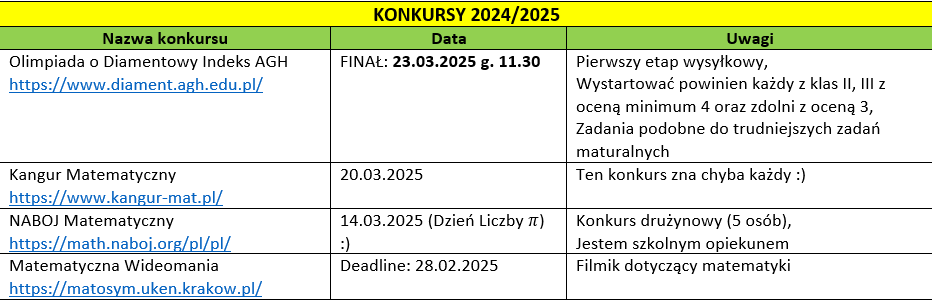 KONKURSY 2024/2025
Nazwa konkursu Data Uwagi
Olimpiada o Diamentowy Indeks AGH
https://www.diament.agh.edu.pl/
FINAŁ: 23.03.2025 g. 11.30
Pierwszy etap wysyłkowy,
Wystartować powinien każdy z klas II, III z
oceną minimum 4 oraz zdolni z oceną 3,
Zadania podobne do trudniejszych zadań
maturalnych
Kangur Matematyczny
https://www.kangur-mat.pl/
20.03.2025
Ten konkurs zna chyba każdy :)
NABOJ Matematyczny
https://math.naboj.org/pl/pl/
14.03.2025 (Dzień Liczby π)
:)
Konkurs drużynowy (5 osób),
Jestem szkolnym opiekunem
Matematyczna Wideomania
https://matosym.uken.krakow.pl/
Deadline: 28.02.2025
Filmik dotyczący matematyki